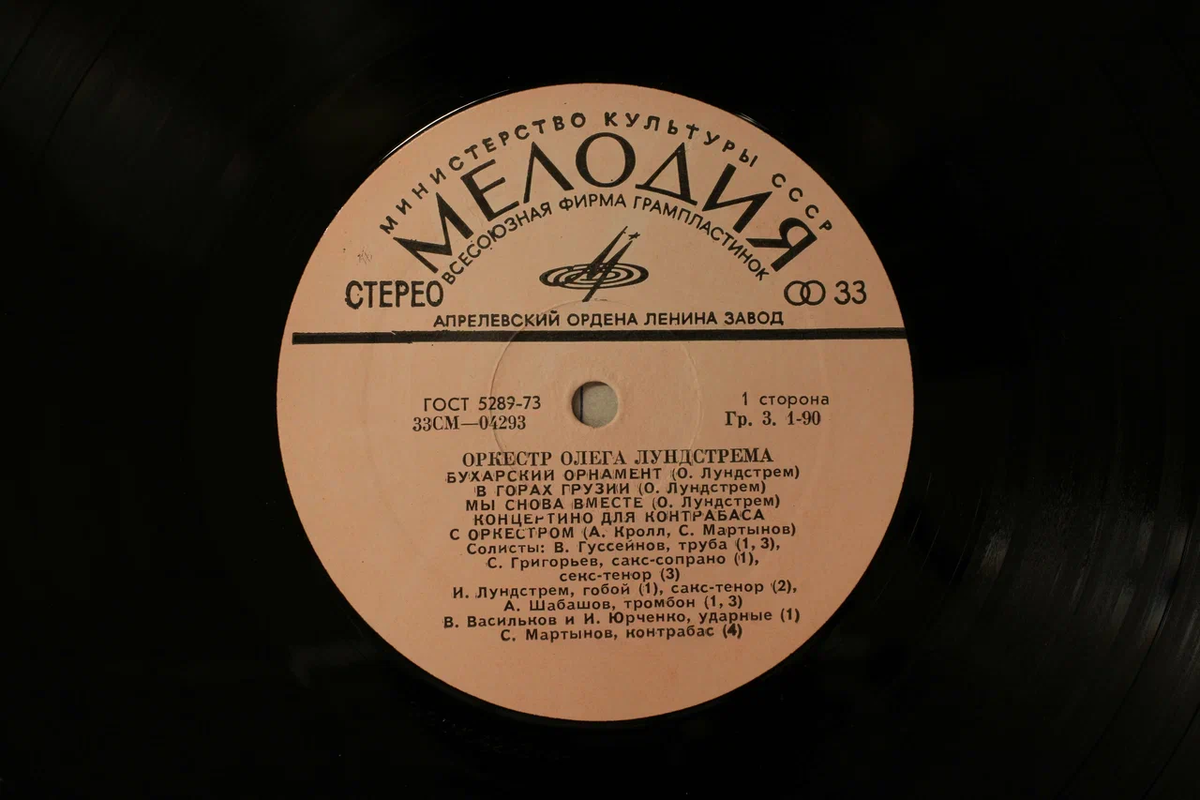 МИНИСТЕРСТВО КУЛЬТУРЫ СССР
МЕЛОДИЯ
ВСЕСОЮЗНАЯ ФИРМА ГРАМПЛАСТИНОК
СТЕРЕО
33
АПРЕЛЕВСКИЙ ОРДЕНА ЛЕНИНА ЗАВОД
ГОСТ 5289-73
33СМ—04293
1 сторона
Гр. 3. 1-90
ОРКЕСТР ОЛЕГА ЛУНДСТРЕМА
БУХАРСКИЙ ОРНАМЕНТ (О. Лундстрем)
В ГОРАХ ГРУЗИИ (О. Лундстрем)
МЫ СНОВА ВМЕСТЕ (О. Лундстрем)
КОНЦЕРТИНО ДЛЯ КОНТРАБАСА
С ОРКЕСТРОМ (А. Кролл, С. Мартынов)
Солисты: В. Гуссейнов, труба (1, 3),
С. Григорьев, сакс-сопрано (1),
секс-тенор (3)
И. Лундстрем, гобой (1), сакс-тенор (2),
А. Шабашов, тромбон (1, 3)
В. Васильков и И. Юрченко, ударные (1)
С. Мартынов, контрабас (4)